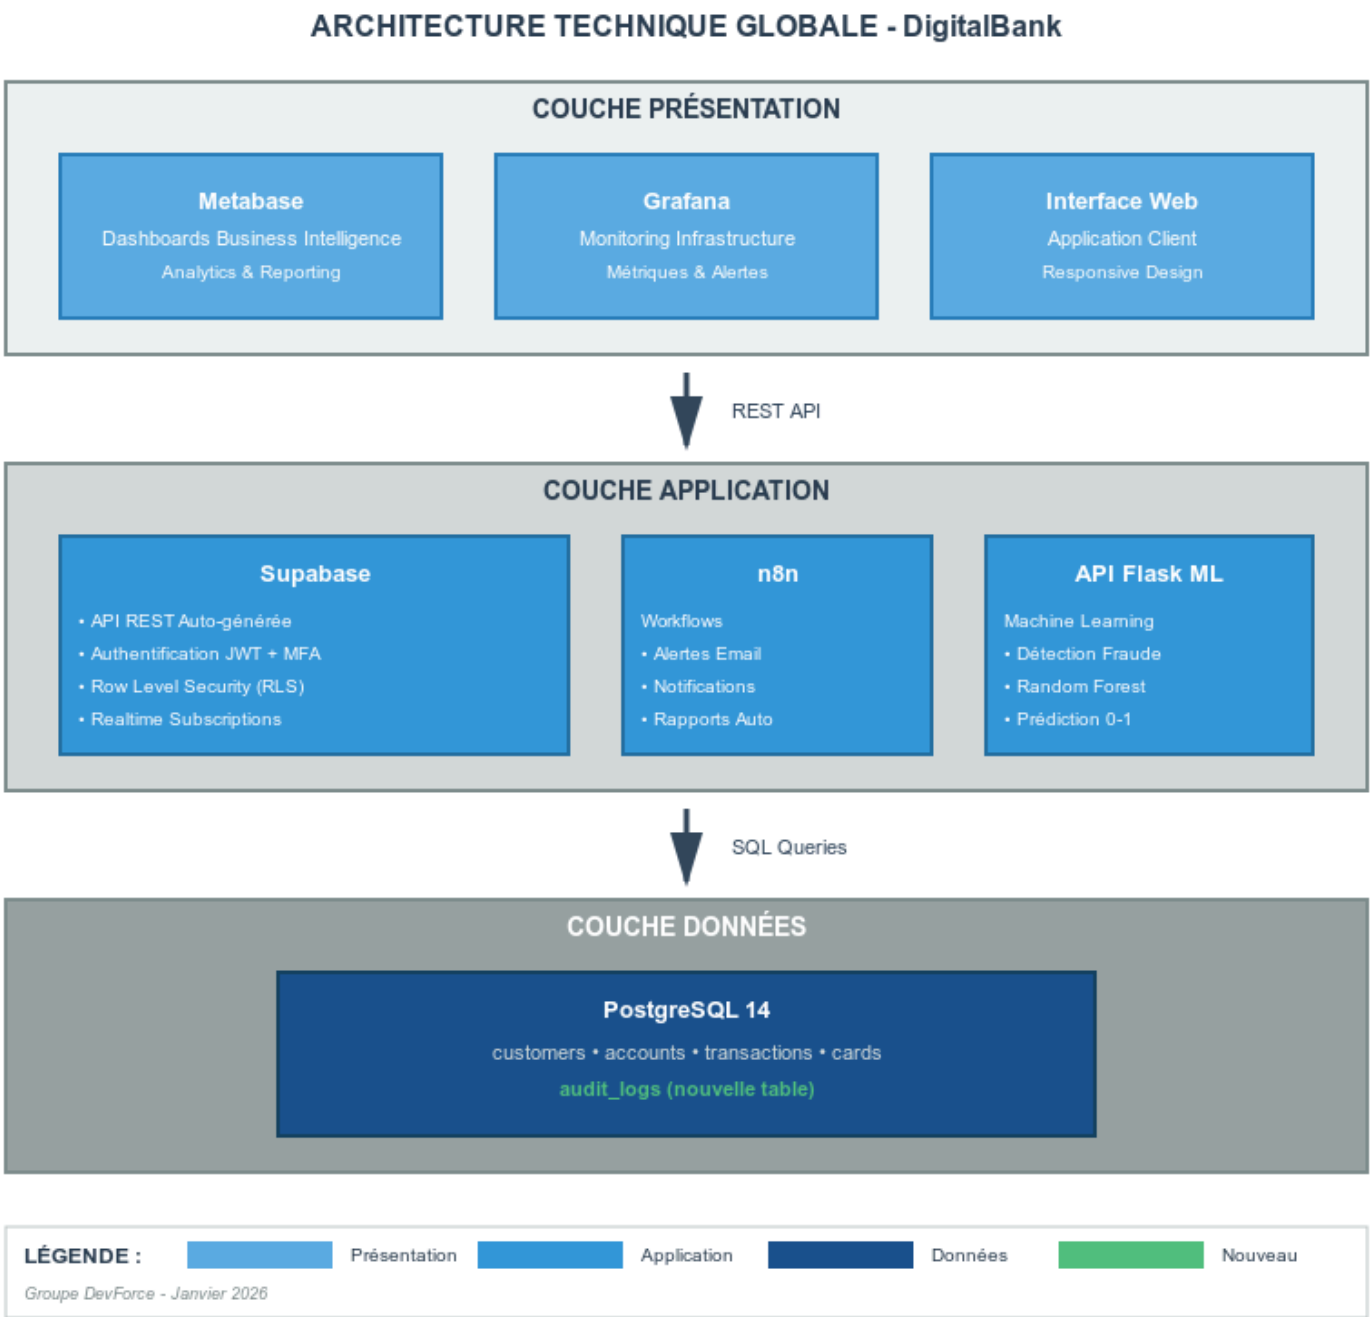 ARCHITECTURE TECHNIQUE GLOBALE - DigitalBank
COUCHE PRÉSENTATION
Metabase
Dashboards Business Intelligence
Analytics & Reporting
Grafana
Monitoring Infrastructure
Métriques & Alertes
Interface Web
Application Client
Responsive Design
REST API
COUCHE APPLICATION
Supabase
• API REST Auto-générée
• Authentification JWT + MFA
• Row Level Security (RLS)
• Realtime Subscriptions
n8n
Workflows
• Alertes Email
• Notifications
• Rapports Auto
API Flask ML
Machine Learning
• Détection Fraude
• Random Forest
• Prédiction 0-1
SQL Queries
COUCHE DONNÉES
PostgreSQL 14
customers • accounts • transactions • cards
audit_logs (nouvelle table)
LÉGENDE :
Présentation
Application
Données
Nouveau
Groupe DevForce - Janvier 2026